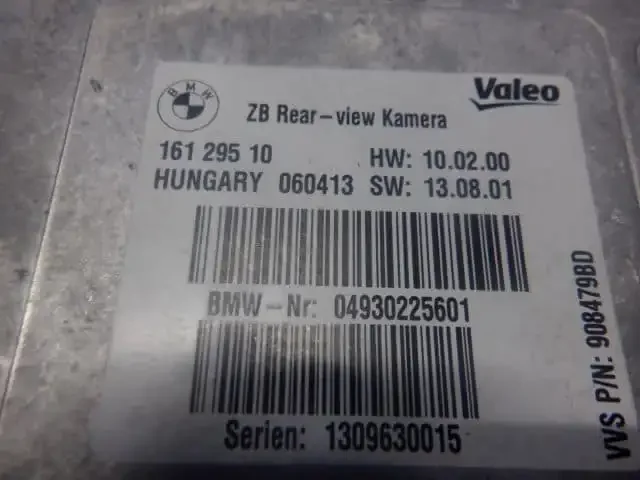 BMW
Valeo
ZB Rear-view Kamera
161 295 10 HW: 10.02.00
HUNGARY 060413 SW: 13.08.01
BMW-Nr: 04930225601
Serien: 1309630015
VVS P/N: 908479BD